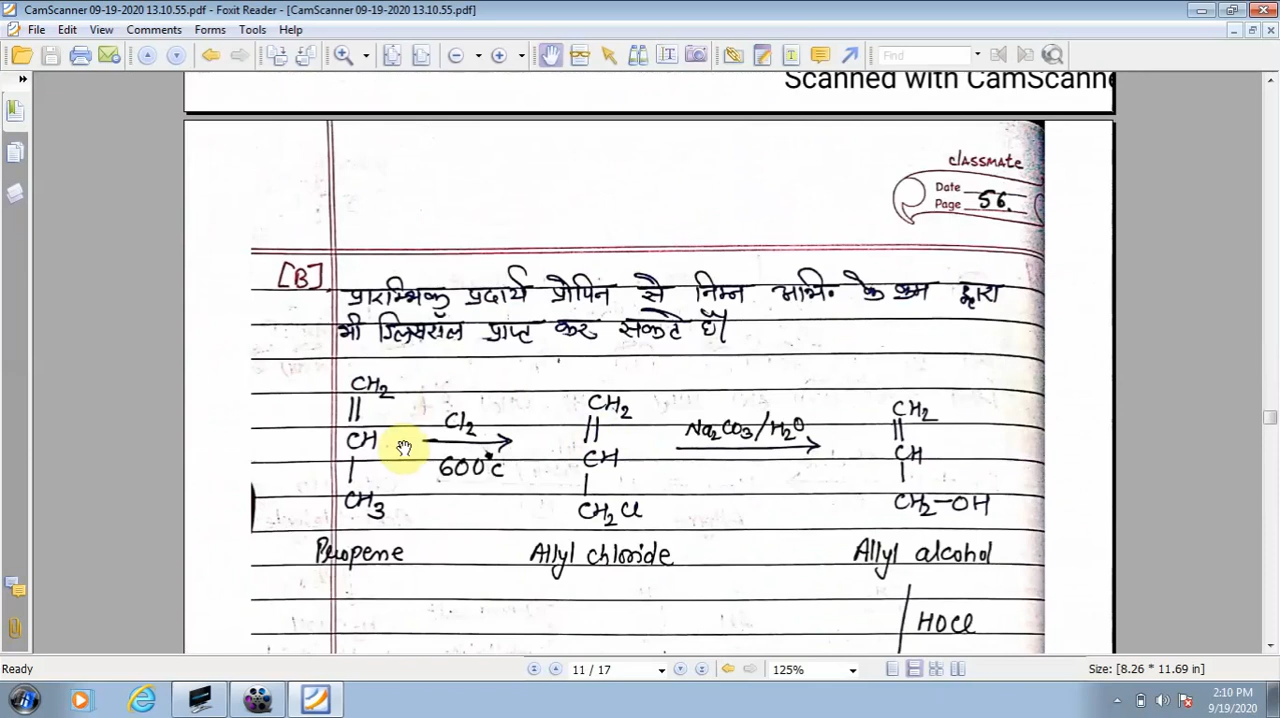 CamScanner 09-19-2020 13.10.55.pdf - Foxit Reader - [CamScanner 09-19-2020 13.10.55.pdf]
File Edit View Comments Forms Tools Help
Find
Scanned with CamScanne
classmate
Date
Page 56.
[B] प्रारम्भिक प्रदार्थ प्रोपिन से निम्न अभि. के क्रम द्वारा
भी ग्लिसरॉल प्राप्ट कर सकते हैं।
CH2 = CH - CH3
Cl2
600°C
CH2 = CH - CH2Cl
Na2CO3/H2O
CH2 = CH - CH2-OH
Propene Allyl chloride Allyl alcohol
HOCl
Ready 11 / 17 125% Size: [8.26 * 11.69 in]
2:10 PM
9/19/2020